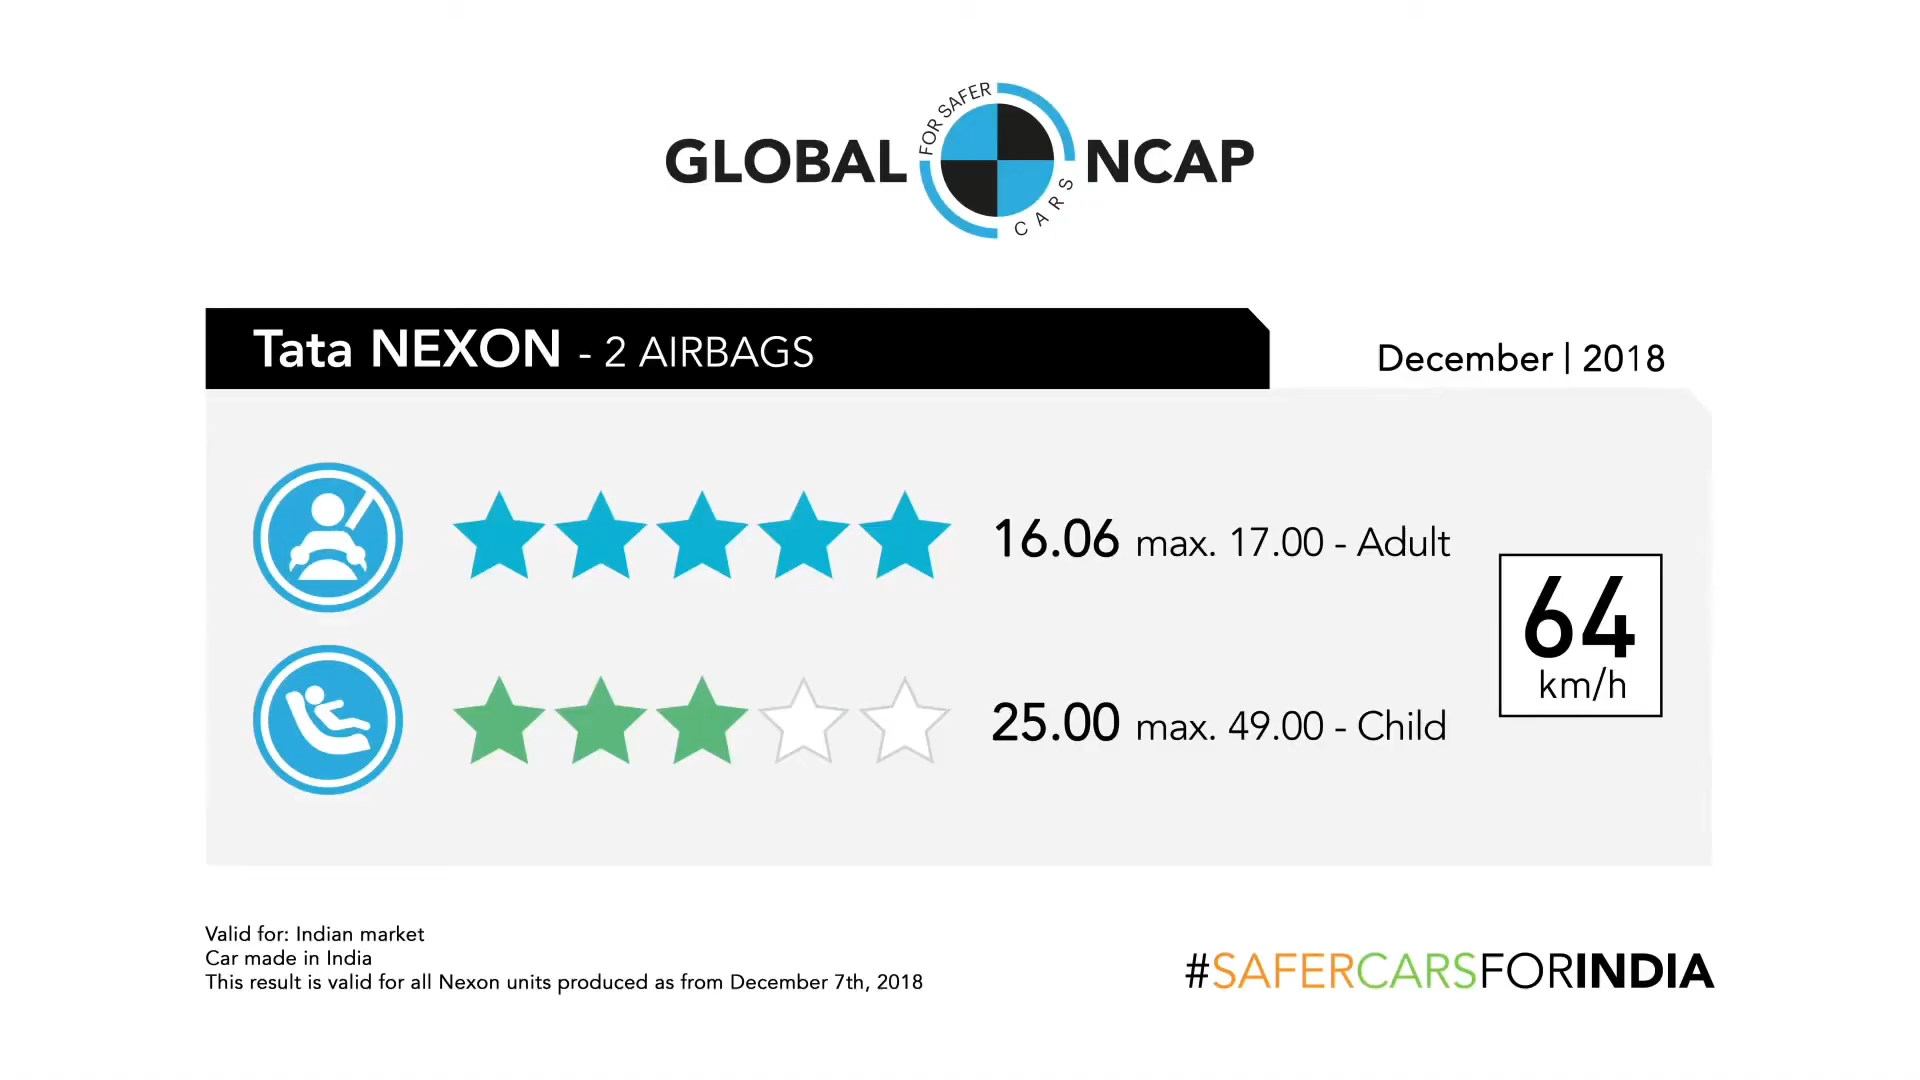 GLOBAL FOR SAFER CARS NCAP
Tata NEXON - 2 AIRBAGS
December | 2018
16.06 max. 17.00 - Adult
64
km/h
25.00 max. 49.00 - Child
Valid for: Indian market
Car made in India
This result is valid for all Nexon units produced as from December 7th, 2018
#SAFERCARSFORINDIA